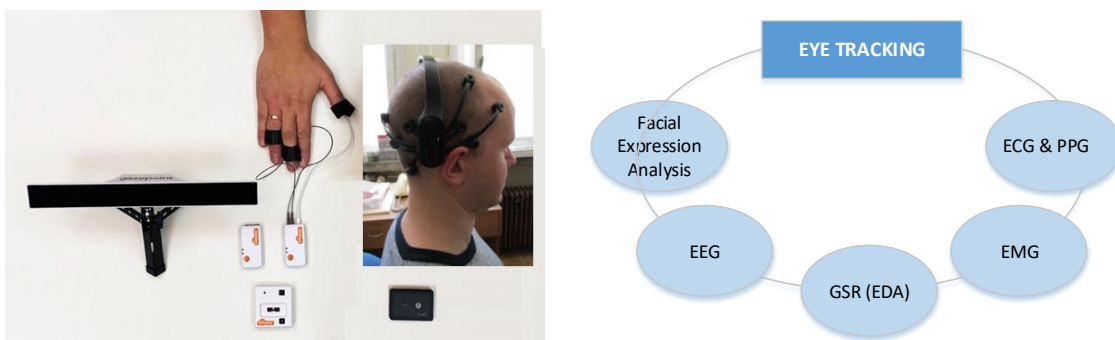 gazepoint
EYE TRACKING
Facial
Expression
Analysis
ECG & PPG
EEG
EMG
GSR (EDA)